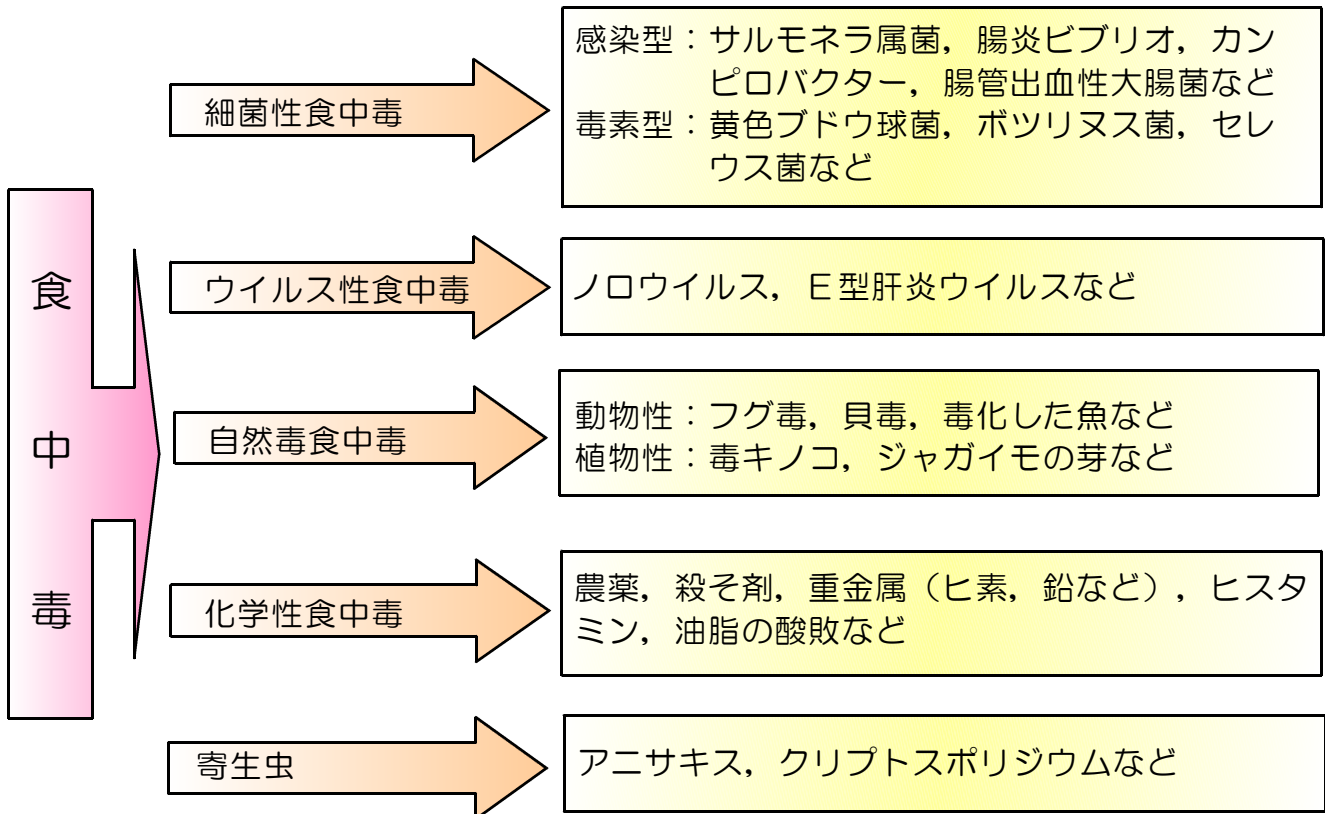 食中毒
細菌性食中毒
感染型：サルモネラ属菌，腸炎ビブリオ，カン
ピロバクター，腸管出血性大腸菌など
毒素型：黄色ブドウ球菌，ボツリヌス菌，セレ
ウス菌など
ウイルス性食中毒
ノロウイルス，Ｅ型肝炎ウイルスなど
自然毒食中毒
動物性：フグ毒，貝毒，毒化した魚など
植物性：毒キノコ，ジャガイモの芽など
化学性食中毒
農薬，殺そ剤，重金属（ヒ素，鉛など），ヒスタ
ミン，油脂の酸敗など
寄生虫
アニサキス，クリプトスポリジウムなど